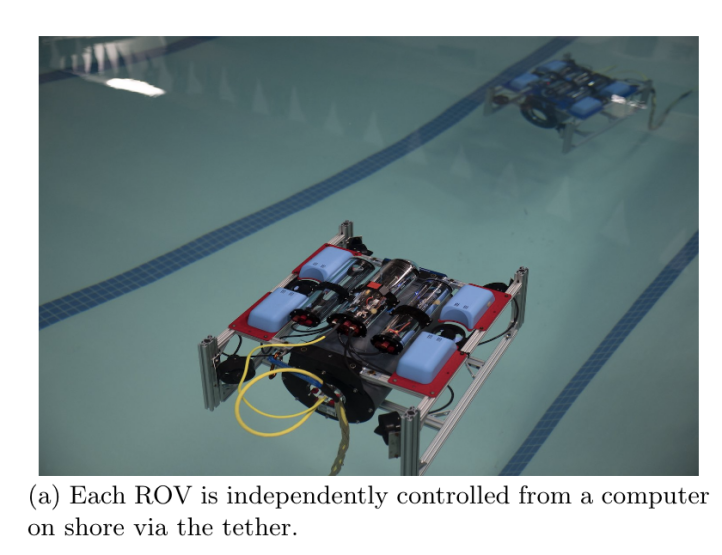 (a) Each ROV is independently controlled from a computer
on shore via the tether.